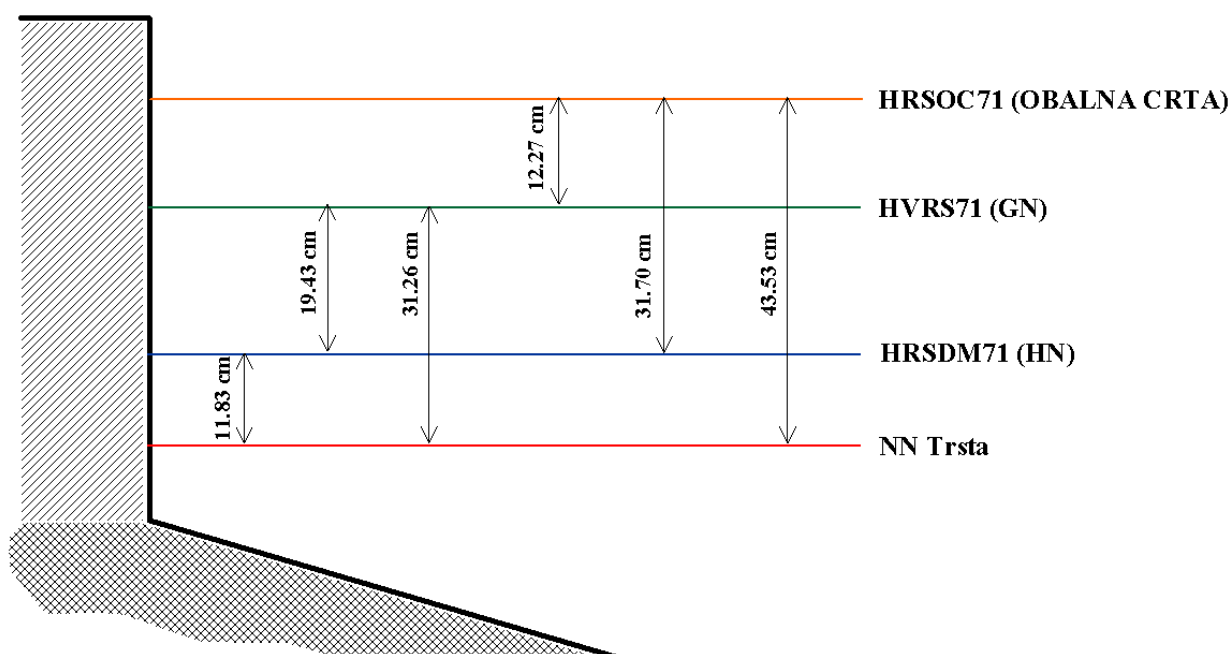 HRSOC71 (OBALNA CRTA)
12.27 cm
HVRS71 (GN)
19.43 cm
31.26 cm
31.70 cm
43.53 cm
HRSDM71 (HN)
11.83 cm
NN Trsta